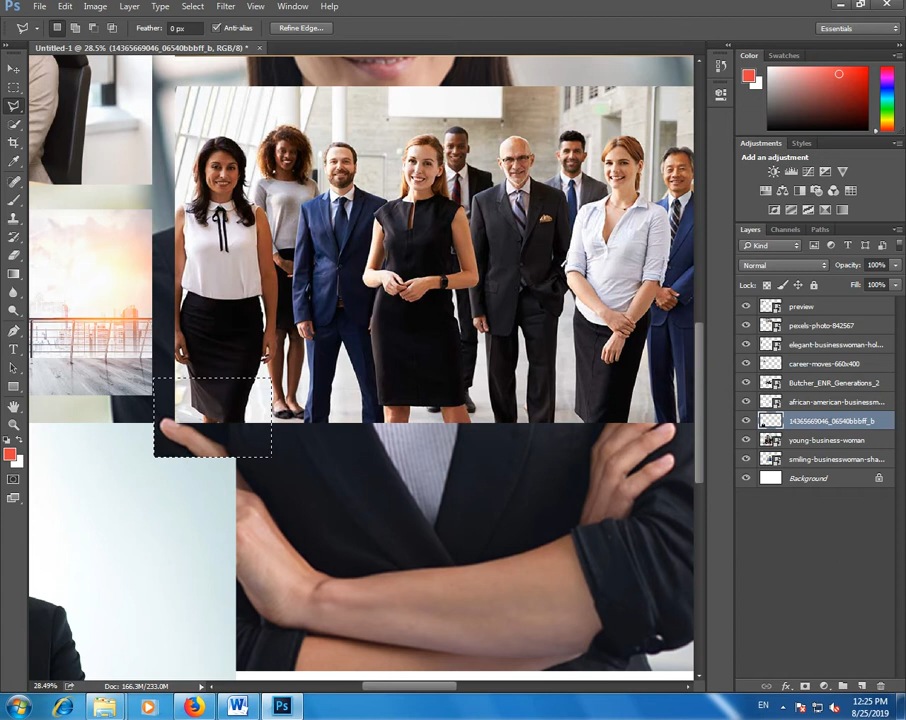 Ps File Edit Image Layer Type Select Filter View Window Help
Feather: 0 px Anti-alias Refine Edge... Essentials
Untitled-1 @ 28.5% (14365669046_06540bbbff_b, RGB/8) * ×
Color Swatches
Adjustments Styles
Add an adjustment
Layers Channels Paths
Kind
Normal Opacity: 100%
Lock: Fill: 100%
preview
pexels-photo-842567
elegant-businesswoman-hol...
career-moves-660x400
Butcher_ENR_Generations_2
african-american-businessm...
14365669046_06540bbbff_b
young-business-woman
smiling-businesswoman-sha...
Background
28.49% Doc: 166.3M/233.0M
EN 12:25 PM
8/25/2019